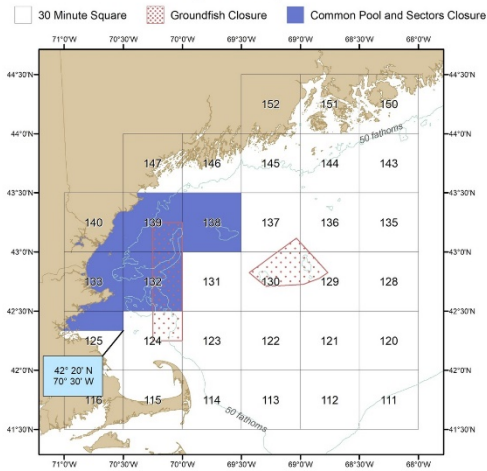 30 Minute Square Groundfish Closure Common Pool and Sectors Closure
71°0'W 70°30'W 70°0'W 69°30'W 69°0'W 68°30'W 68°0'W
44°30'N 44°30'N
152 151 150
50 fathoms
44°0'N 44°0'N
147 146 145 144 143
43°30'N 43°30'N
140 139 138 137 136 135
43°0'N 43°0'N
133 132 131 130 129 128
42°30'N 42°30'N
125 124 123 122 121 120
42° 20' N
70° 30' W
42°0'N 42°0'N
116 115 114 113 112 111
50 fathoms
41°30'N 41°30'N
71°0'W 70°30'W 70°0'W 69°30'W 69°0'W 68°30'W 68°0'W